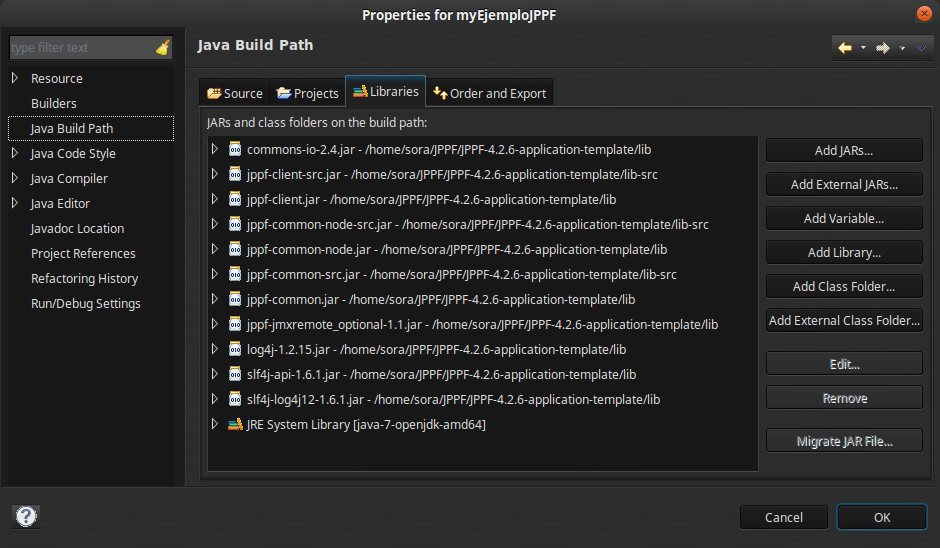 Properties for myEjemploJPPF
type filter text
Resource
Builders
Java Build Path
Java Code Style
Java Compiler
Java Editor
Javadoc Location
Project References
Refactoring History
Run/Debug Settings
Java Build Path
Source Projects Libraries Order and Export
JARs and class folders on the build path:
commons-io-2.4.jar - /home/sora/JPPF/JPPF-4.2.6-application-template/lib
jppf-client-src.jar - /home/sora/JPPF/JPPF-4.2.6-application-template/lib-src
jppf-client.jar - /home/sora/JPPF/JPPF-4.2.6-application-template/lib
jppf-common-node-src.jar - /home/sora/JPPF/JPPF-4.2.6-application-template/lib-src
jppf-common-node.jar - /home/sora/JPPF/JPPF-4.2.6-application-template/lib
jppf-common-src.jar - /home/sora/JPPF/JPPF-4.2.6-application-template/lib-src
jppf-common.jar - /home/sora/JPPF/JPPF-4.2.6-application-template/lib
jppf-jmxremote_optional-1.1.jar - /home/sora/JPPF/JPPF-4.2.6-application-template/lib
log4j-1.2.15.jar - /home/sora/JPPF/JPPF-4.2.6-application-template/lib
slf4j-api-1.6.1.jar - /home/sora/JPPF/JPPF-4.2.6-application-template/lib
slf4j-log4j12-1.6.1.jar - /home/sora/JPPF/JPPF-4.2.6-application-template/lib
JRE System Library [java-7-openjdk-amd64]
Add JARs...
Add External JARs...
Add Variable...
Add Library...
Add Class Folder...
Add External Class Folder...
Edit...
Remove
Migrate JAR File...
Cancel OK